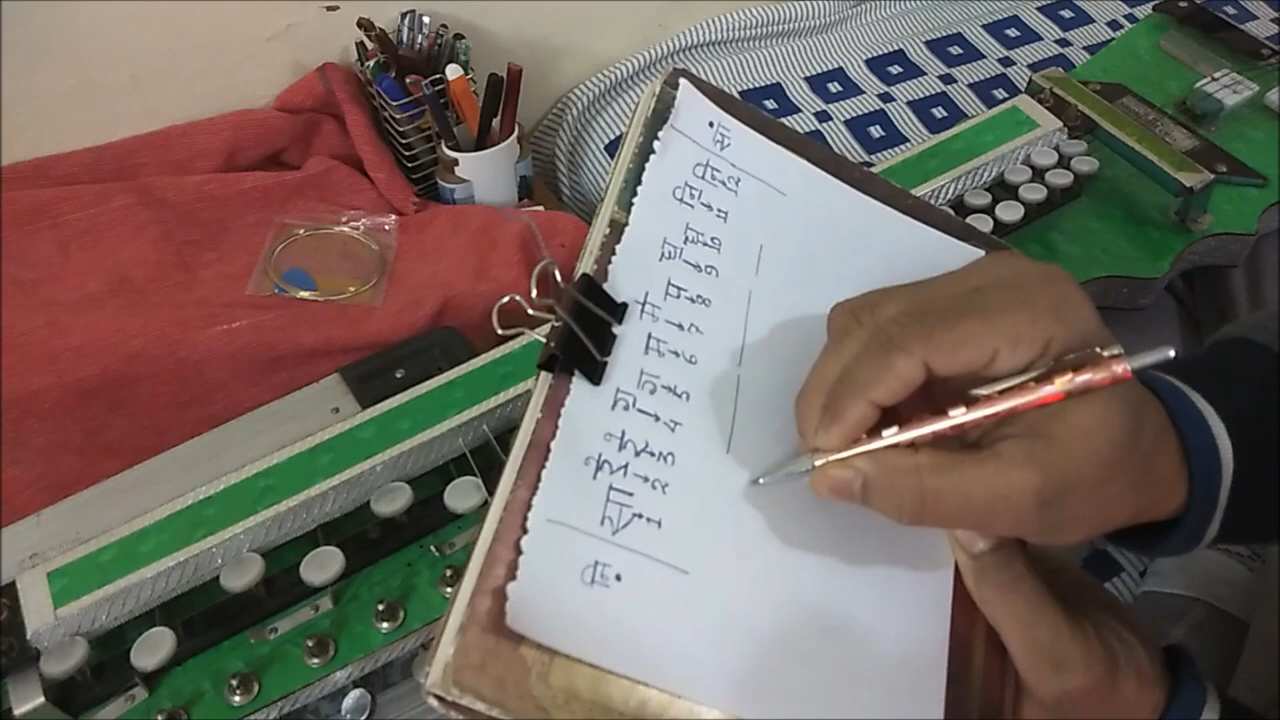 नि़ | सा रे॒ रे ग॒ ग म म॑ प ध॒ ध नि॒ नि | सां
1 2 3 4 5 6 7 8 9 10 11 12